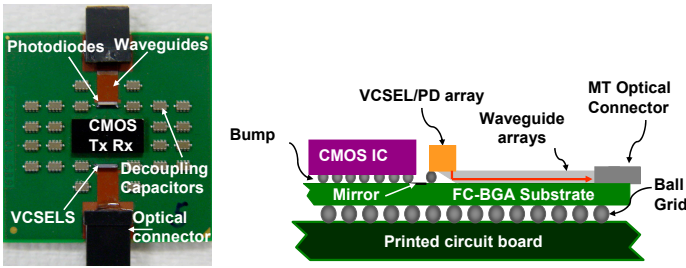 Photodiodes
Waveguides
CMOS
Tx Rx
Decoupling
Capacitors
VCSELS
Optical
connector
5
VCSEL/PD array
MT Optical
Connector
Waveguide
arrays
Bump
CMOS IC
Mirror
FC-BGA Substrate
Ball
Grid
Printed circuit board